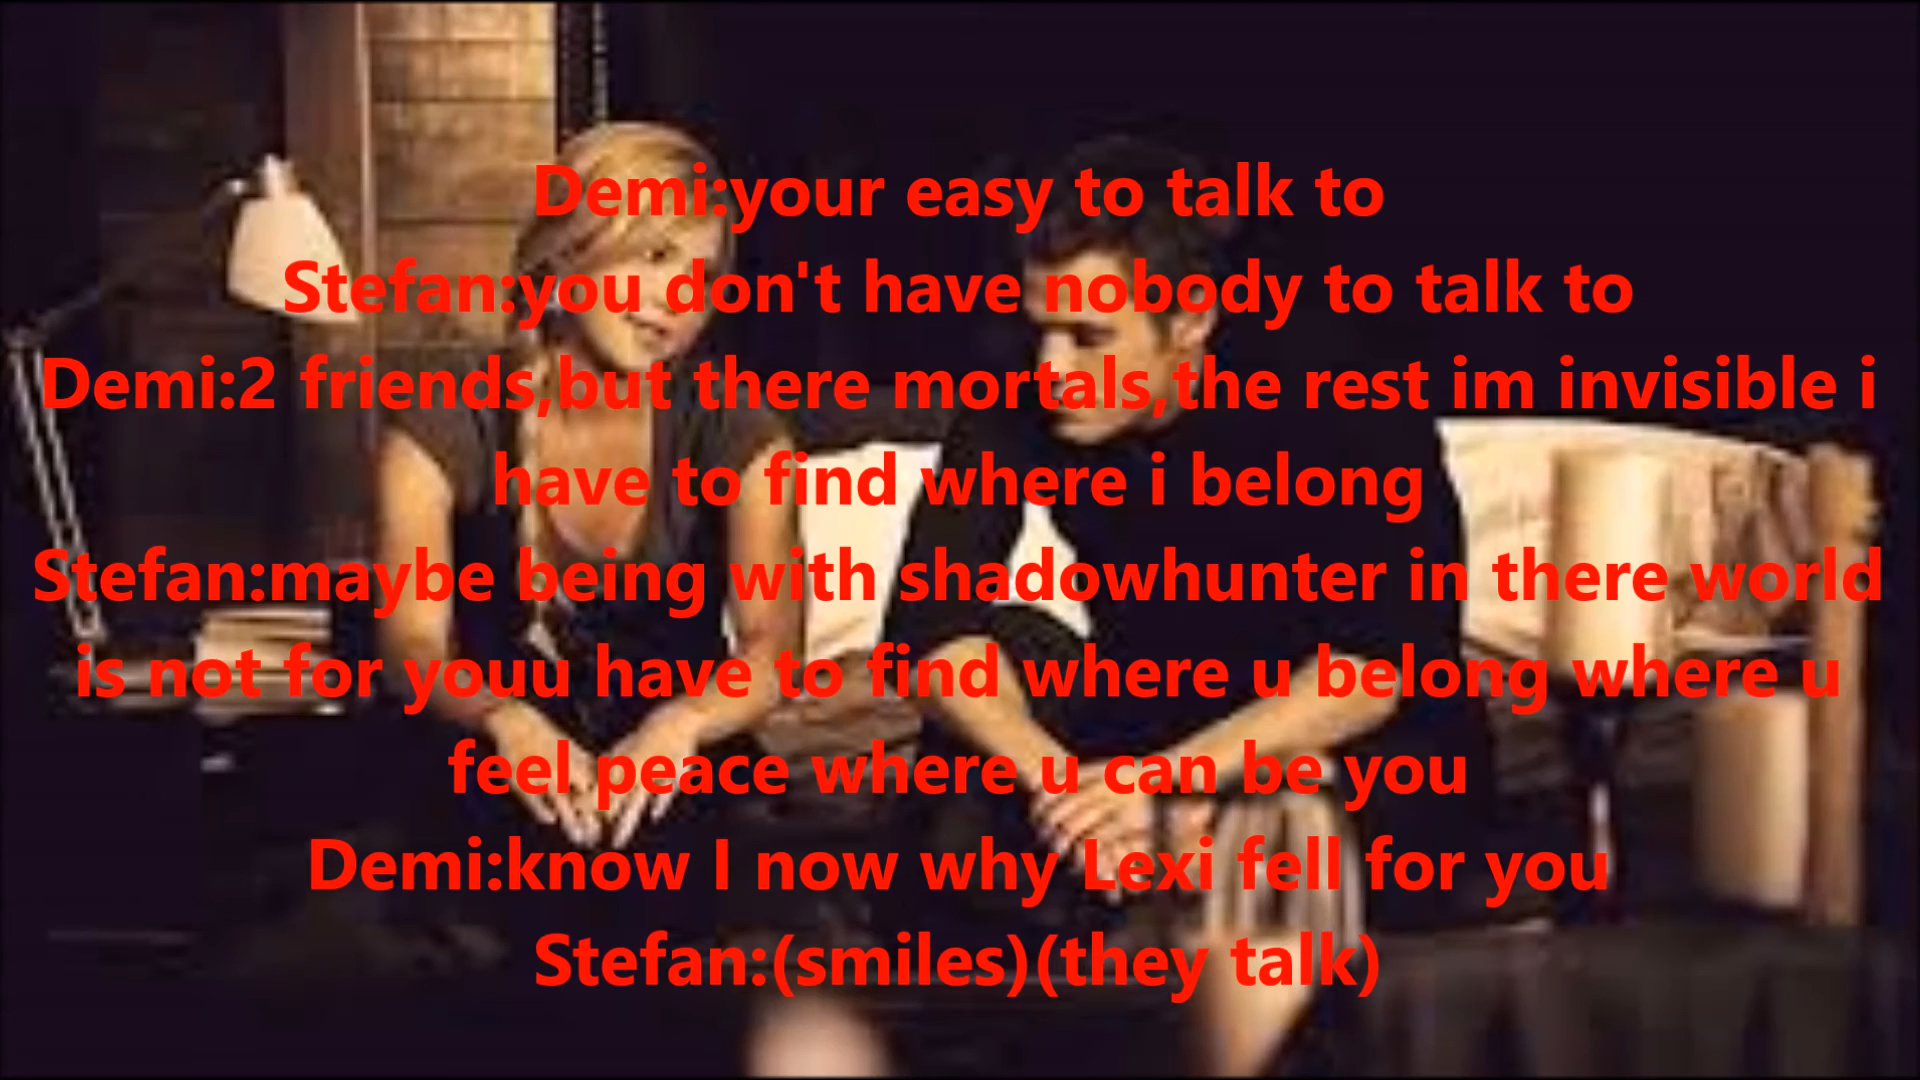 Demi:your easy to talk to
Stefan:you don't have nobody to talk to
Demi:2 friends,but there mortals,the rest im invisible i
have to find where i belong
Stefan:maybe being with shadowhunter in there world
is not for youu have to find where u belong where u
feel peace where u can be you
Demi:know I now why Lexi fell for you
Stefan:(smiles)(they talk)